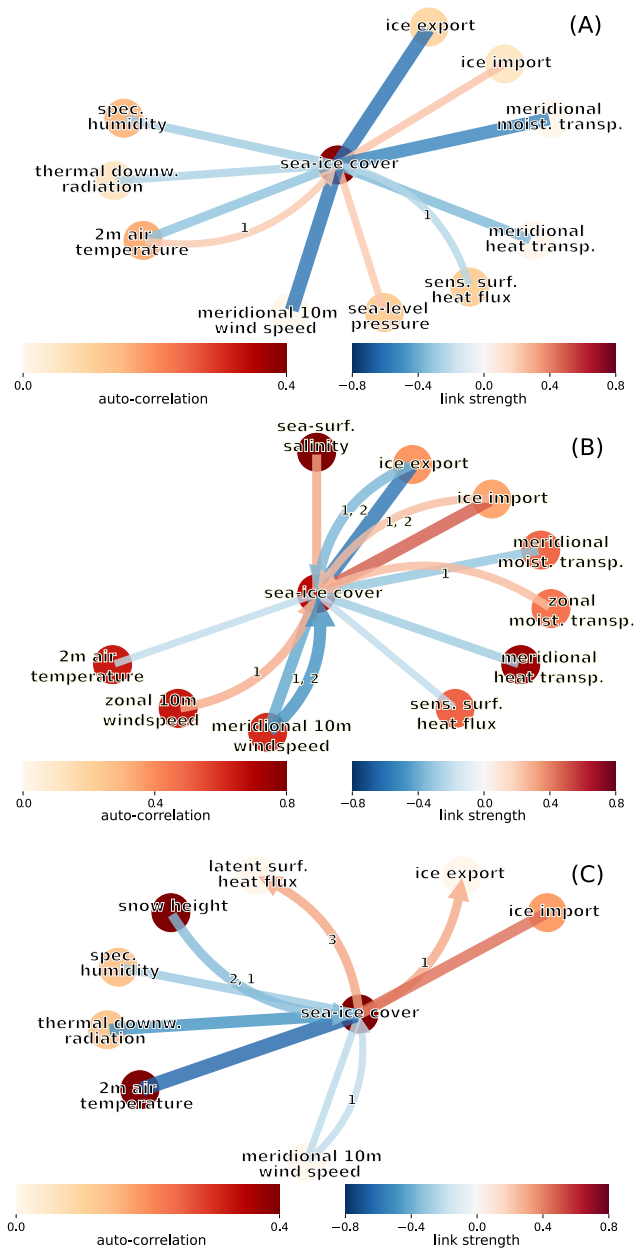 (A)
ice export
ice import
spec.
humidity
meridional
moist. transp.
sea-ice cover
thermal downw.
radiation
1
1
2m air
temperature
meridional
heat transp.
sens. surf.
heat flux
meridional 10m
wind speed
sea-level
pressure
0.0 0.4
auto-correlation
−0.8 −0.4 0.0 0.4 0.8
link strength
(B)
sea-surf.
salinity
ice export
ice import
1, 2
1, 2
meridional
moist. transp.
1
sea-ice cover
zonal
moist. transp.
2m air
temperature
1
1, 2
meridional
heat transp.
zonal 10m
windspeed
sens. surf.
heat flux
meridional 10m
windspeed
0.0 0.4 0.8
auto-correlation
−0.8 −0.4 0.0 0.4 0.8
link strength
(C)
latent surf.
heat flux
ice export
snow height
ice import
3
1
spec.
humidity
2, 1
sea-ice cover
thermal downw.
radiation
2m air
temperature
1
meridional 10m
wind speed
0.0 0.4
auto-correlation
−0.8 −0.4 0.0 0.4 0.8
link strength